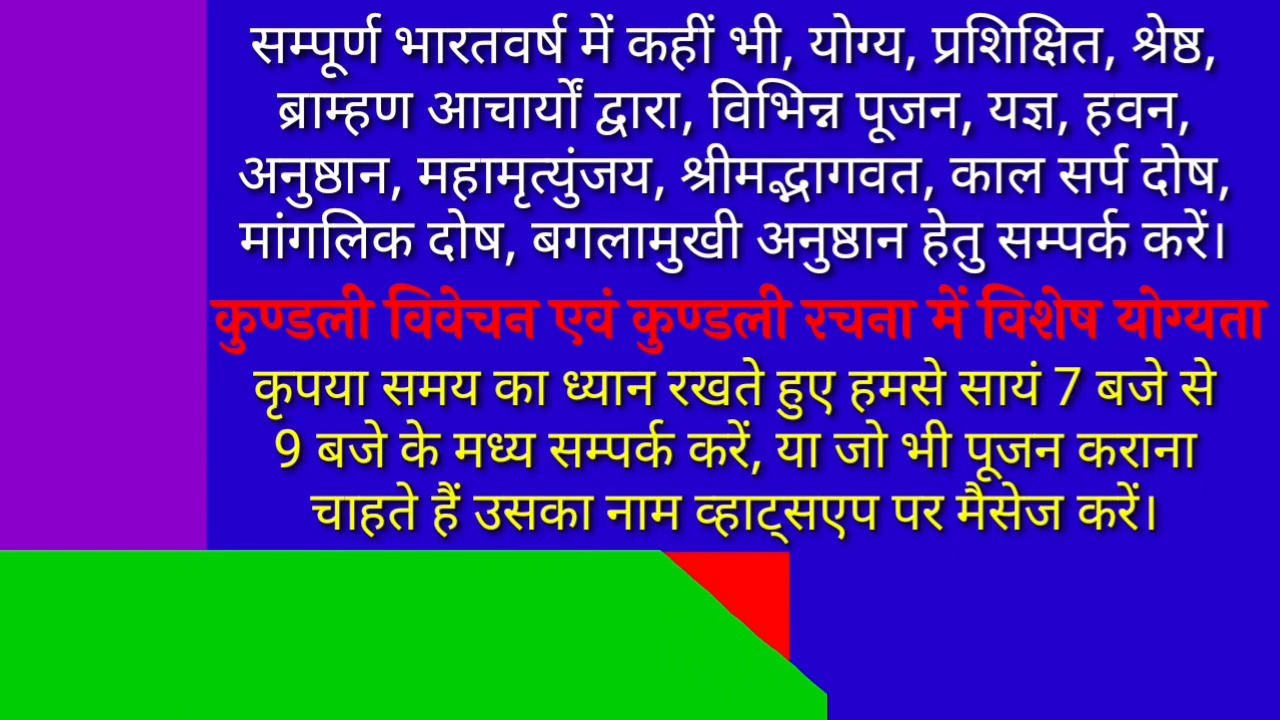 सम्पूर्ण भारतवर्ष में कहीं भी, योग्य, प्रशिक्षित, श्रेष्ठ,
ब्राम्हण आचार्यों द्वारा, विभिन्न पूजन, यज्ञ, हवन,
अनुष्ठान, महामृत्युंजय, श्रीमद्भागवत, काल सर्प दोष,
मांगलिक दोष, बगलामुखी अनुष्ठान हेतु सम्पर्क करें।
कुण्डली विवेचन एवं कुण्डली रचना में विशेष योग्यता
कृपया समय का ध्यान रखते हुए हमसे सायं 7 बजे से
9 बजे के मध्य सम्पर्क करें, या जो भी पूजन कराना
चाहते हैं उसका नाम व्हाट्सएप पर मैसेज करें।